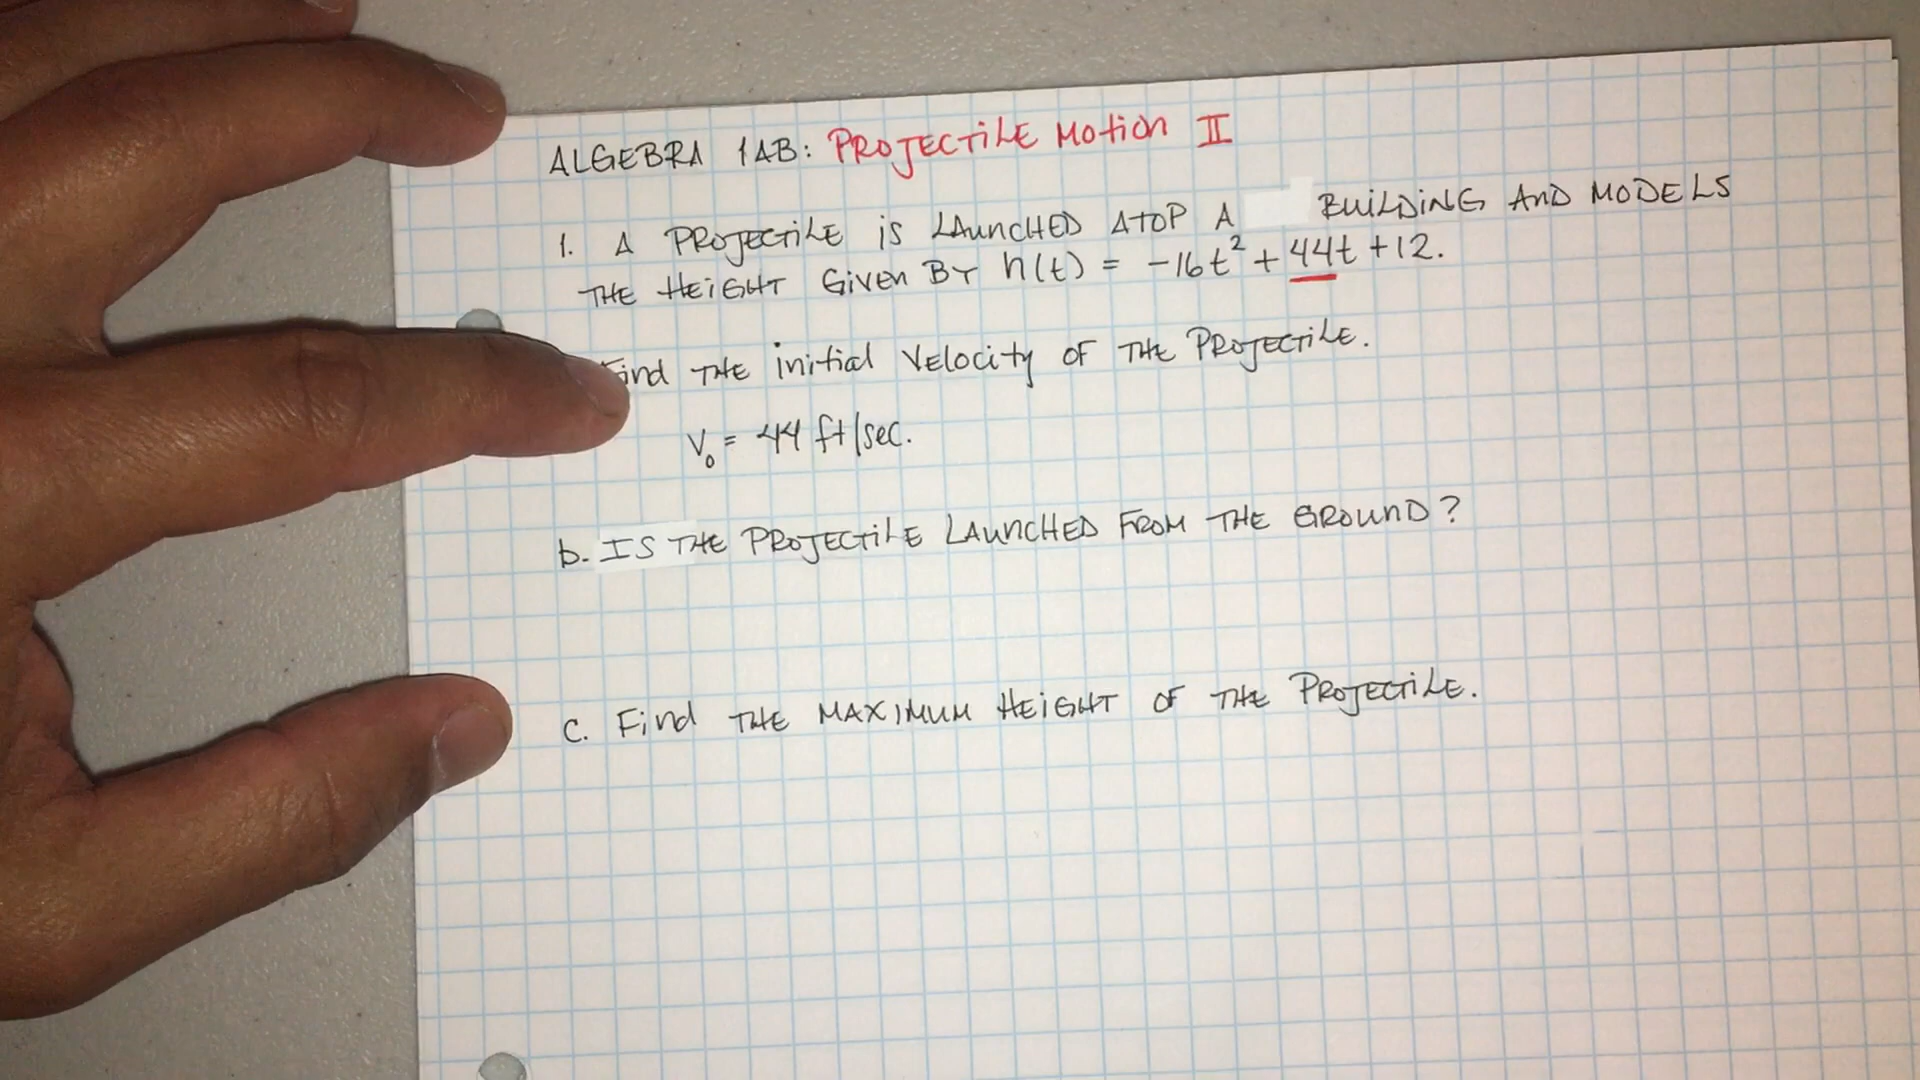 ALGEBRA 1AB: PROJECTILE MOTION II
1. A PROJECTILE IS LAUNCHED ATOP A BUILDING AND MODELS
THE HEIGHT GIVEN BY h(t) = -16t² + 44t + 12.
Find THE initial VELOCITY OF THE PROJECTILE.
V₀ = 44 ft/sec.
b. IS THE PROJECTILE LAUNCHED FROM THE GROUND?
C. Find THE MAXIMUM HEIGHT OF THE PROJECTILE.